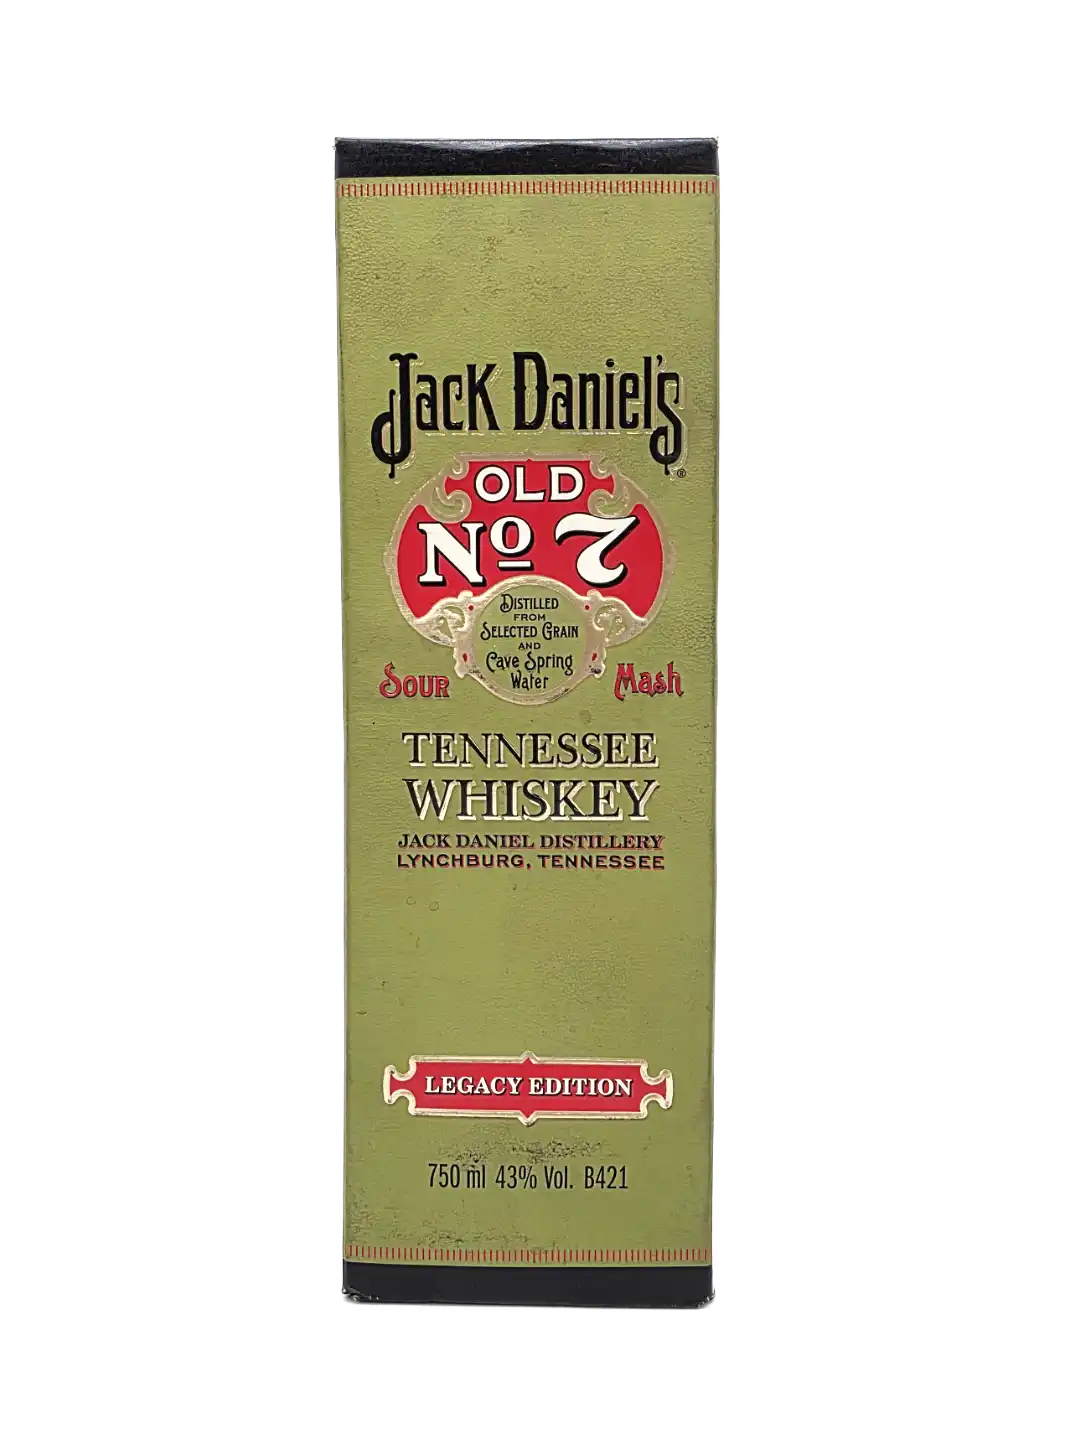 Jack Daniel's
®
OLD
Nº 7
DISTILLED
FROM
SELECTED GRAIN
AND
Cave Spring
Water
SOUR Mash
TENNESSEE
WHISKEY
JACK DANIEL DISTILLERY
LYNCHBURG, TENNESSEE
LEGACY EDITION
750 ml 43% Vol. B421